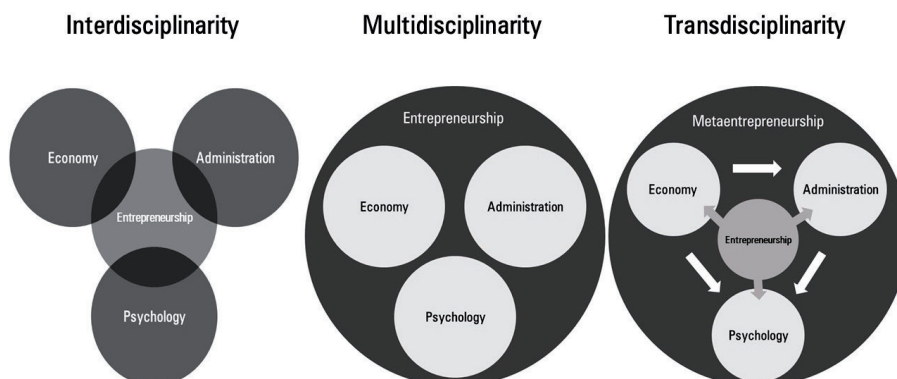 Interdisciplinarity
Multidisciplinarity
Transdisciplinarity
Economy
Administration
Entrepreneurship
Psychology
Entrepreneurship
Economy
Administration
Psychology
Metaentrepreneurship
Economy
Administration
Entrepreneurship
Psychology